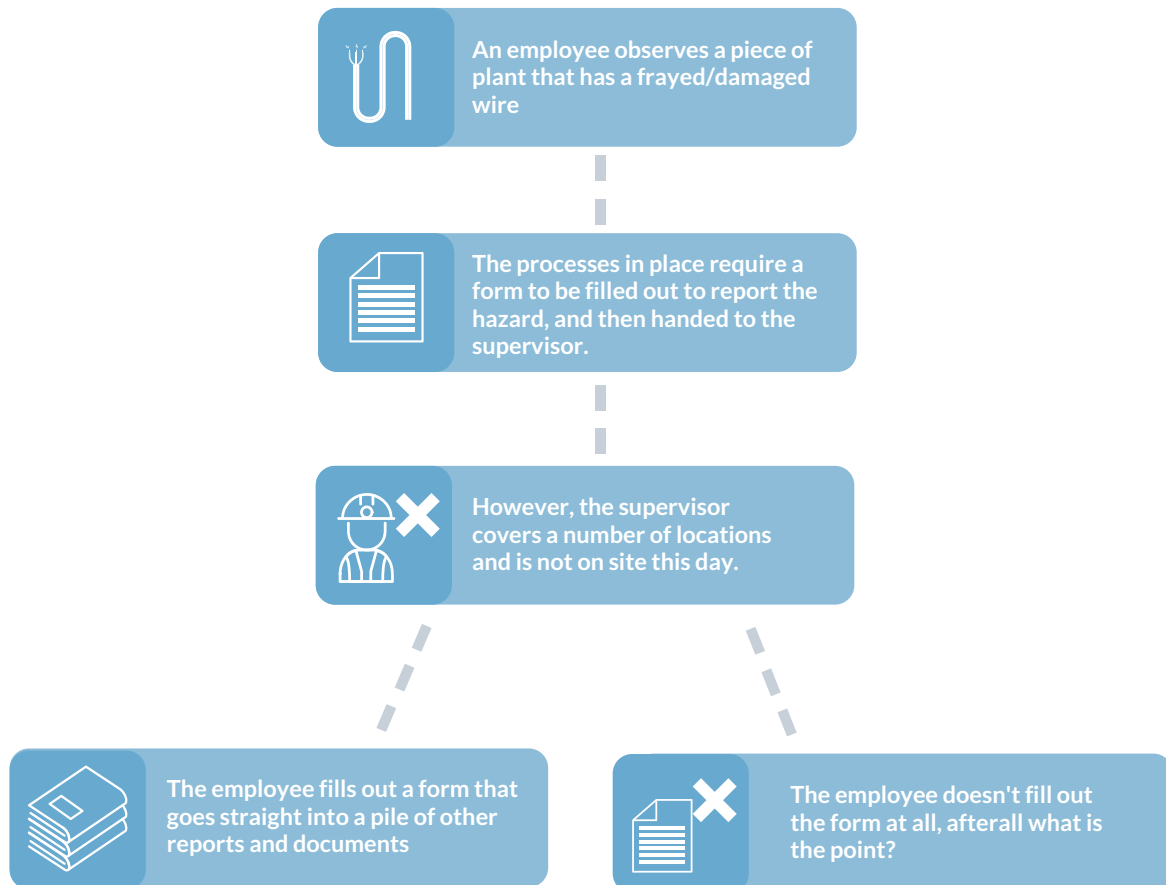 An employee observes a piece of
plant that has a frayed/damaged
wire
The processes in place require a
form to be filled out to report the
hazard, and then handed to the
supervisor.
However, the supervisor
covers a number of locations
and is not on site this day.
The employee fills out a form that
goes straight into a pile of other
reports and documents
The employee doesn't fill out
the form at all, afterall what is
the point?